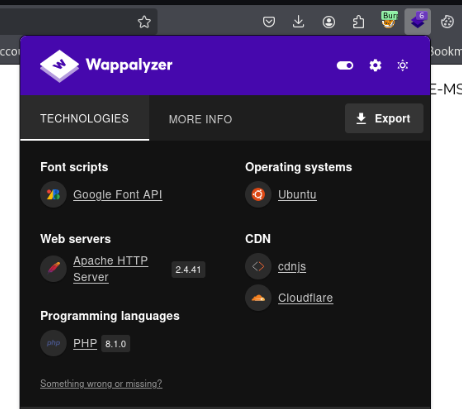 Bur
6
ccou
Bookm
Wappalyzer
E-MS
TECHNOLOGIES
MORE INFO
Export
Font scripts
Google Font API
Operating systems
Ubuntu
Web servers
Apache HTTP
Server
2.4.41
CDN
cdnjs
Cloudflare
Programming languages
php
PHP
8.1.0
Something wrong or missing?